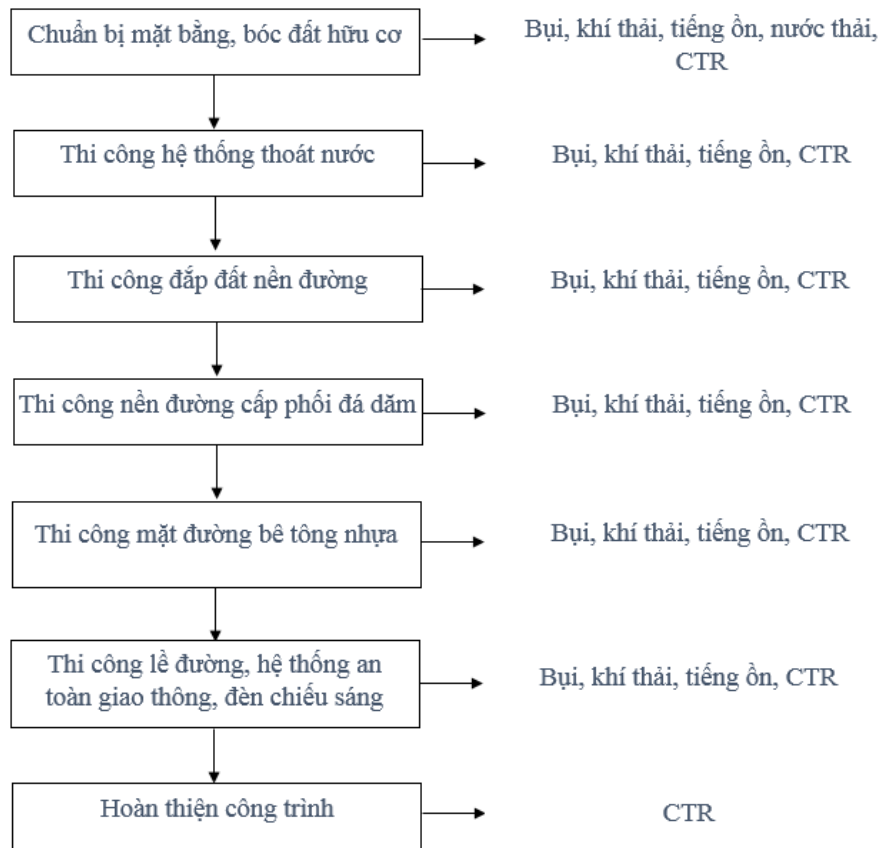 Chuẩn bị mặt bằng, bóc đất hữu cơ
Bụi, khí thải, tiếng ồn, nước thải,
CTR
Thi công hệ thống thoát nước
Bụi, khí thải, tiếng ồn, CTR
Thi công đắp đất nền đường
Bụi, khí thải, tiếng ồn, CTR
Thi công nền đường cấp phối đá dăm
Bụi, khí thải, tiếng ồn, CTR
Thi công mặt đường bê tông nhựa
Bụi, khí thải, tiếng ồn, CTR
Thi công lề đường, hệ thống an
toàn giao thông, đèn chiếu sáng
Bụi, khí thải, tiếng ồn, CTR
Hoàn thiện công trình
CTR